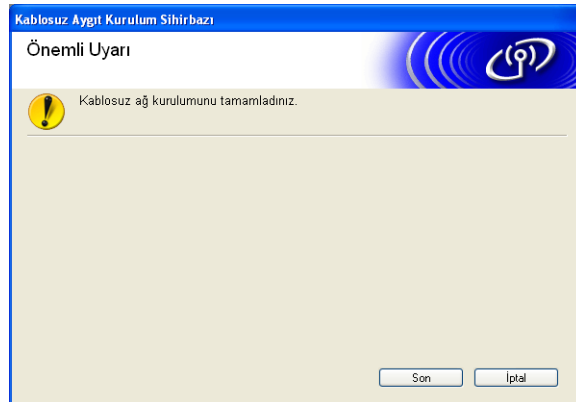 Kablosuz Aygıt Kurulum Sihirbazı
Önemli Uyarı
Kablosuz ağ kurulumunu tamamladınız.
Son
İptal